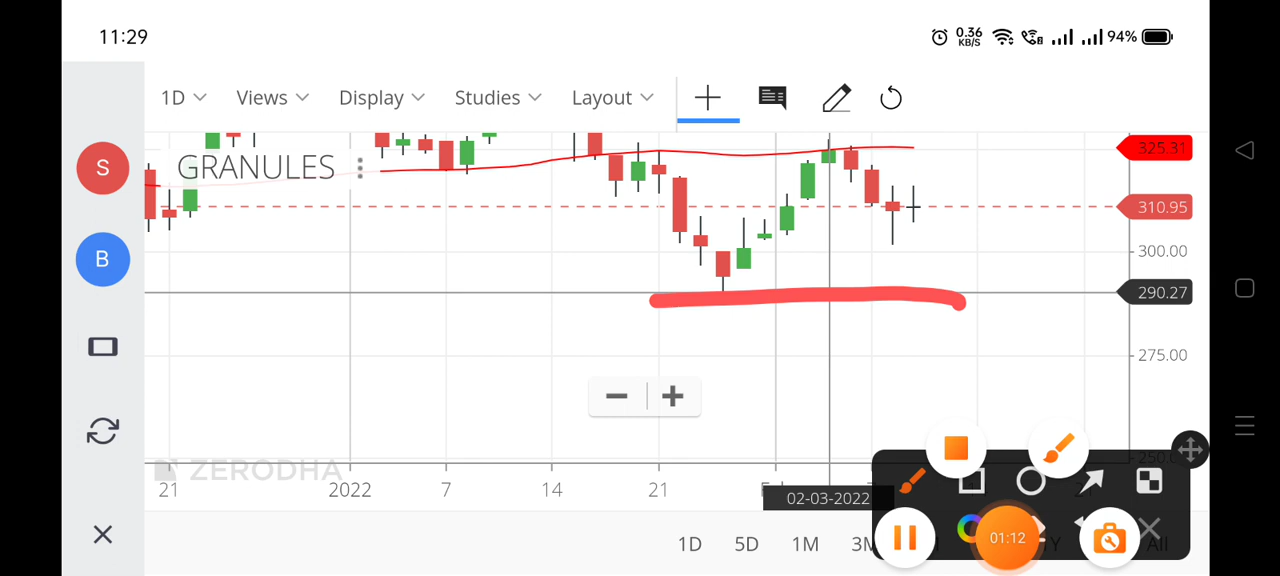 11:29
0.36 KB/S
94%
1D Views Display Studies Layout
S
GRANULES
325.31
310.95
B
300.00
290.27
275.00
ZERODHA
21 2022 7 14 21
02-03-2022
1D 5D 1M
01:12
All